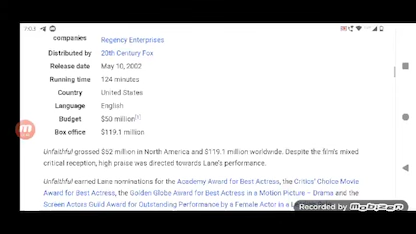 companies
Regency Enterprises
Distributed by 20th Century Fox
Release date May 10, 2002
Running time 124 minutes
Country United States
Language English
Budget $50 million[1]
Box office $119.1 million
Unfaithful grossed $52 million in North America and $119.1 million worldwide. Despite the film's mixed
critical reception, high praise was directed towards Lane's performance.
Unfaithful earned Lane nominations for the Academy Award for Best Actress, the Critics' Choice Movie
Award for Best Actress, the Golden Globe Award for Best Actress in a Motion Picture – Drama and the
Screen Actors Guild Award for Outstanding Performance by a Female Actor in a
Recorded by Mobizen